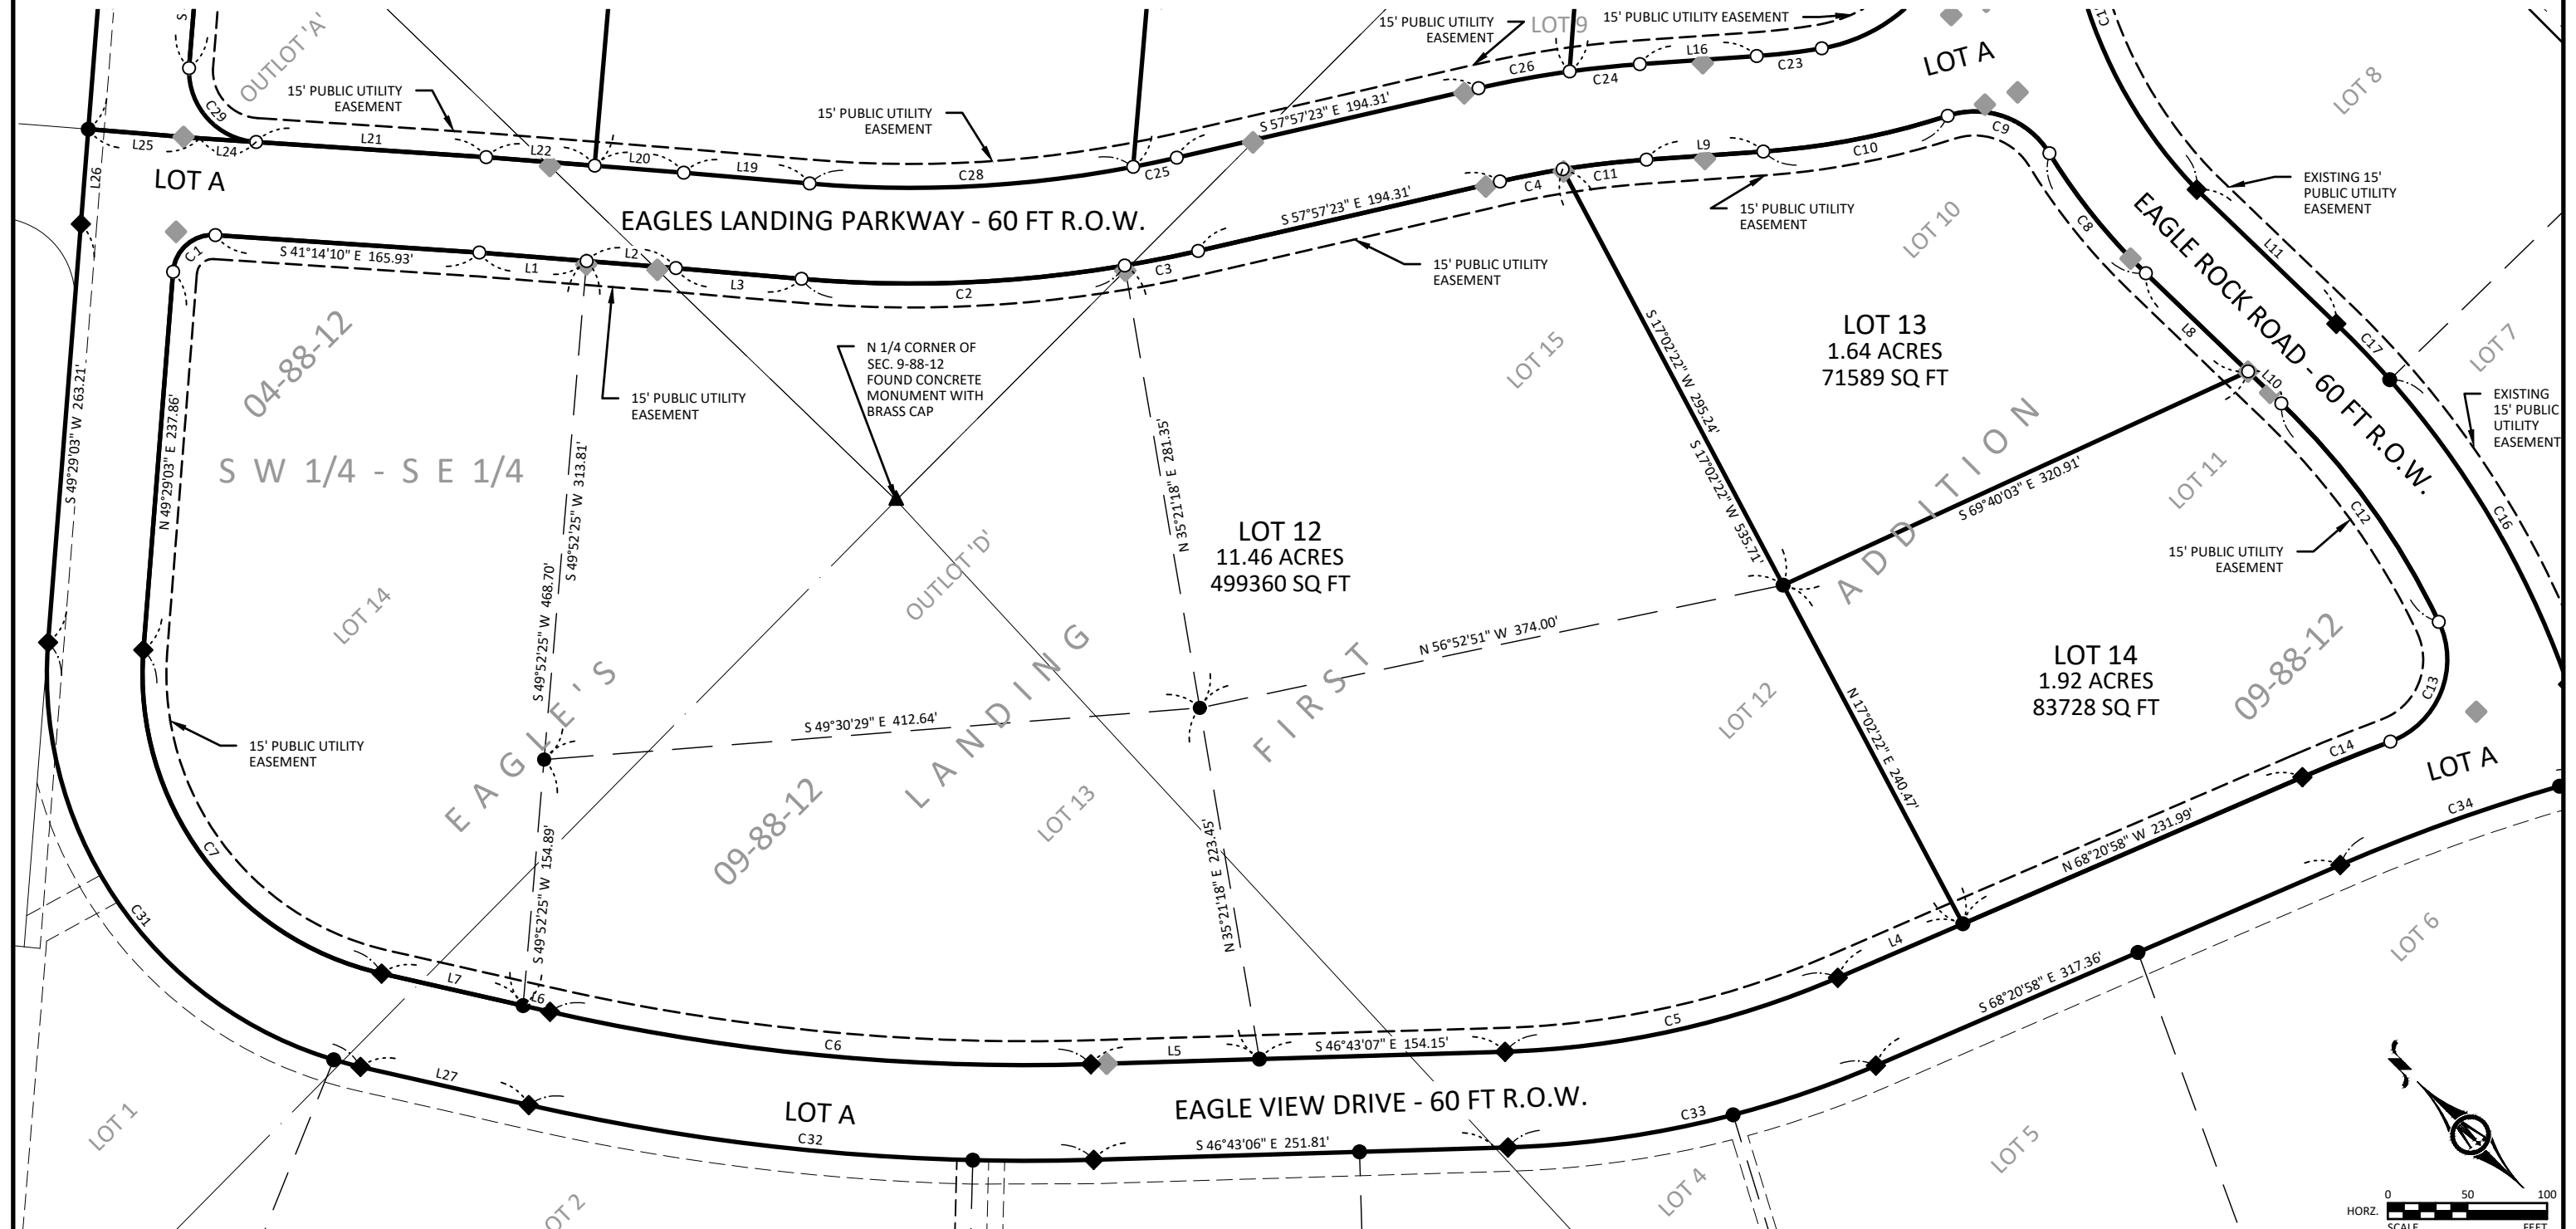 15' PUBLIC UTILITY
EASEMENT
LOT 9
15' PUBLIC UTILITY EASEMENT
OUTLOT 'A'
S
C29
15' PUBLIC UTILITY
EASEMENT
15' PUBLIC UTILITY
EASEMENT
C26
L16
C24
C23
LOT A
C1
LOT 8
L25
L24
L21
L22
L20
L19
C28
C25
S 57°57'23" E 194.31'
L26
LOT A
EAGLES LANDING PARKWAY - 60 FT R.O.W.
S 57°57'23" E 194.31'
C4
C11
L9
C10
C9
15' PUBLIC UTILITY
EASEMENT
EXISTING 15'
PUBLIC UTILITY
EASEMENT
LOT 10
C8
L11
C1
S 41°14'10" E 165.93'
L1
L2
L3
C2
C3
15' PUBLIC UTILITY
EASEMENT
EAGLE ROCK ROAD - 60 FT R.O.W.
L8
L10
C17
LOT 7
04-88-12
S 49°29'03" W 263.21'
N 49°29'03" E 237.86'
15' PUBLIC UTILITY
EASEMENT
N 1/4 CORNER OF
SEC. 9-88-12
FOUND CONCRETE
MONUMENT WITH
BRASS CAP
LOT 15
S 17°02'22" W 295.24'
S 17°02'22" W 535.71'
LOT 13
1.64 ACRES
71589 SQ FT
EXISTING
15' PUBLIC
UTILITY
EASEMENT
S W 1/4 - S E 1/4
S 49°52'25" W 313.81'
S 49°52'25" W 468.70'
N 35°21'18" E 281.35'
LOT 12
11.46 ACRES
499360 SQ FT
OUTLOT 'D'
S 69°40'03" E 320.91'
LOT 11
C12
C16
15' PUBLIC UTILITY
EASEMENT
LOT 14
N 56°52'51" W 374.00'
LOT 14
1.92 ACRES
83728 SQ FT
09-88-12
C13
EAGLE'S LANDING FIRST ADDITION
S 49°30'29" E 412.64'
LOT 12
N 17°02'22" E 240.47'
15' PUBLIC UTILITY
EASEMENT
09-88-12
LOT 13
C14
LOT A
C34
C7
S 49°52'25" W 154.89'
N 35°21'18" E 223.45'
N 68°20'58" W 231.99'
C31
L7
L6
C6
L5
S 46°43'07" E 154.15'
C5
L4
LOT 6
S 68°20'58" E 317.36'
L27
LOT A
EAGLE VIEW DRIVE - 60 FT R.O.W.
C32
S 46°43'06" E 251.81'
C33
LOT 1
LOT 5
LOT 4
OT 2
N
0 50 100
HORZ.
SCALE FEET